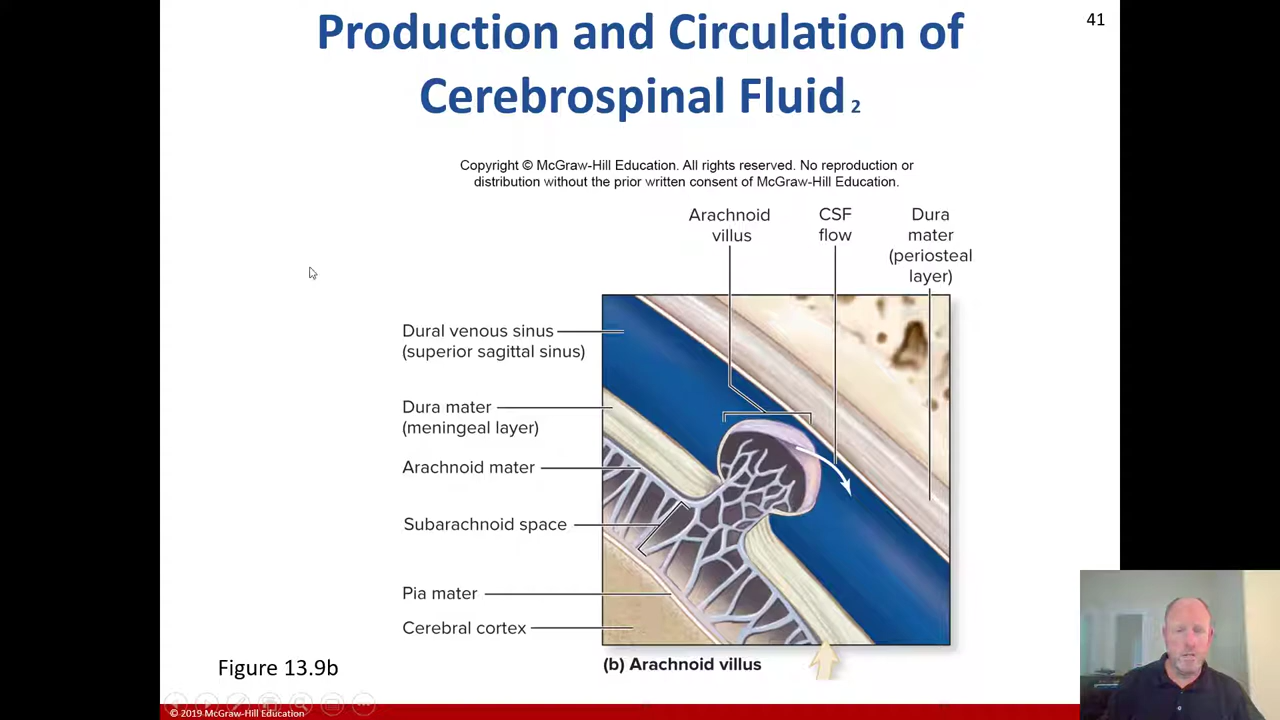 Production and Circulation of
Cerebrospinal Fluid 2
41
Copyright © McGraw-Hill Education. All rights reserved. No reproduction or
distribution without the prior written consent of McGraw-Hill Education.
Arachnoid
villus
CSF
flow
Dura
mater
(periosteal
layer)
Dural venous sinus
(superior sagittal sinus)
Dura mater
(meningeal layer)
Arachnoid mater
Subarachnoid space
Pia mater
Cerebral cortex
(b) Arachnoid villus
Figure 13.9b
© 2019 McGraw-Hill Education